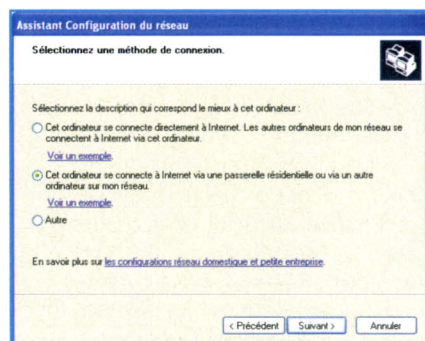 Assistant Configuration du réseau
Sélectionnez une méthode de connexion.
Sélectionnez la description qui correspond le mieux à cet ordinateur :
Cet ordinateur se connecte directement à Internet. Les autres ordinateurs de mon réseau se
connectent à Internet via cet ordinateur.
Voir un exemple.
Cet ordinateur se connecte à Internet via une passerelle résidentielle ou via un autre
ordinateur sur mon réseau.
Voir un exemple.
Autre
En savoir plus sur les configurations réseau domestique et petite entreprise.
< Précédent
Suivant >
Annuler